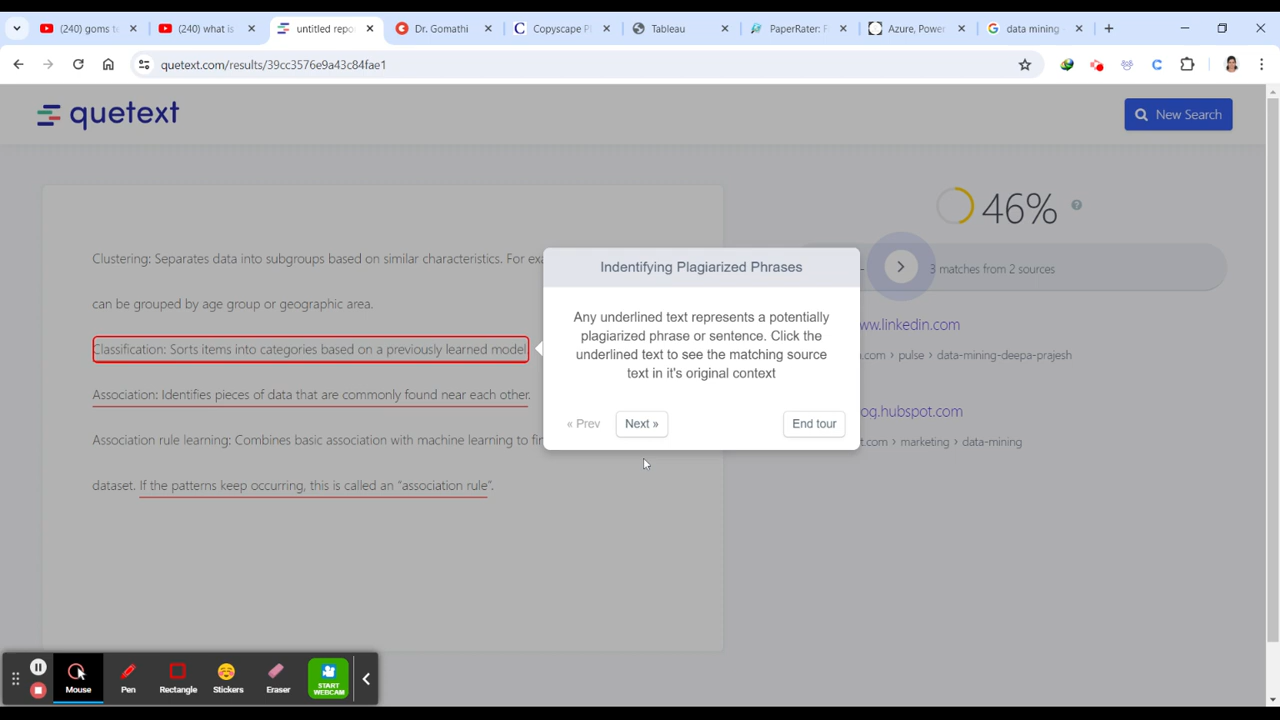 (240) goms to
(240) what is
untitled repo
Dr. Gomathi
Copyscape Pl
Tableau
PaperRater: F
Azure, Power
data mining
quetext.com/results/39cc3576e9a43c84fae1
quetext
New Search
46%
Clustering: Separates data into subgroups based on similar characteristics. For exa
can be grouped by age group or geographic area.
Classification: Sorts items into categories based on a previously learned model.
Association: Identifies pieces of data that are commonly found near each other.
Association rule learning: Combines basic association with machine learning to fin
dataset. If the patterns keep occurring, this is called an “association rule”.
Indentifying Plagiarized Phrases
Any underlined text represents a potentially
plagiarized phrase or sentence. Click the
underlined text to see the matching source
text in it's original context
« Prev
Next »
End tour
3 matches from 2 sources
ww.linkedin.com
.com › pulse › data-mining-deepa-prajesh
og.hubspot.com
t.com › marketing › data-mining
Mouse
Pen
Rectangle
Stickers
Eraser
START
WEBCAM